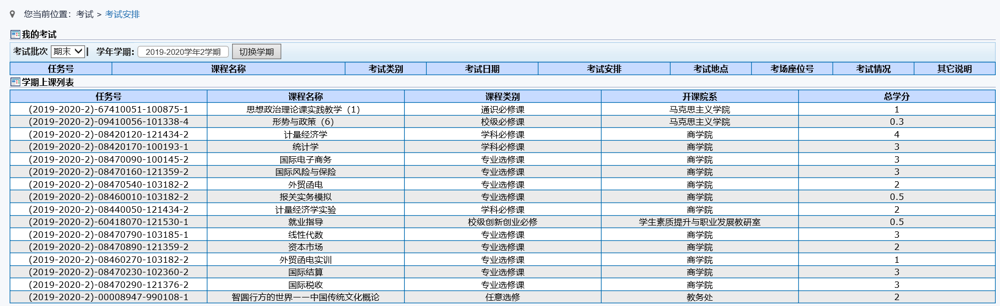 您当前位置：考试 > 考试安排
我的考试
考试批次 期末 | 学年学期: 2019-2020学年2学期 切换学期
任务号 课程名称 考试类别 考试日期 考试安排 考试地点 考场座位号 考试情况 其它说明
学期上课列表
任务号 课程名称 课程类别 开课院系 总学分
(2019-2020-2)-67410051-100875-1 思想政治理论课实践教学（1） 通识必修课 马克思主义学院 1
(2019-2020-2)-09410056-101338-4 形势与政策（6） 校级必修课 马克思主义学院 0.3
(2019-2020-2)-08420120-121434-2 计量经济学 学科必修课 商学院 4
(2019-2020-2)-08420170-100193-1 统计学 学科必修课 商学院 3
(2019-2020-2)-08470090-100145-2 国际电子商务 专业选修课 商学院 3
(2019-2020-2)-08470160-121359-2 国际风险与保险 专业选修课 商学院 3
(2019-2020-2)-08470540-103182-2 外贸函电 专业选修课 商学院 2
(2019-2020-2)-08460010-103182-2 报关实务模拟 专业选修课 商学院 0.5
(2019-2020-2)-08440050-121434-2 计量经济学实验 学科必修课 商学院 2
(2019-2020-2)-60418070-121530-1 就业指导 校级创新创业必修 学生素质提升与职业发展教研室 0.5
(2019-2020-2)-08470790-103185-1 线性代数 专业选修课 商学院 3
(2019-2020-2)-08470890-121359-2 资本市场 专业选修课 商学院 2
(2019-2020-2)-08460270-103182-2 外贸函电实训 专业选修课 商学院 1
(2019-2020-2)-08470230-102360-2 国际结算 专业选修课 商学院 3
(2019-2020-2)-08470290-121376-2 国际税收 专业选修课 商学院 3
(2019-2020-2)-00008947-990108-1 智圆行方的世界——中国传统文化概论 任意选修 教务处 2